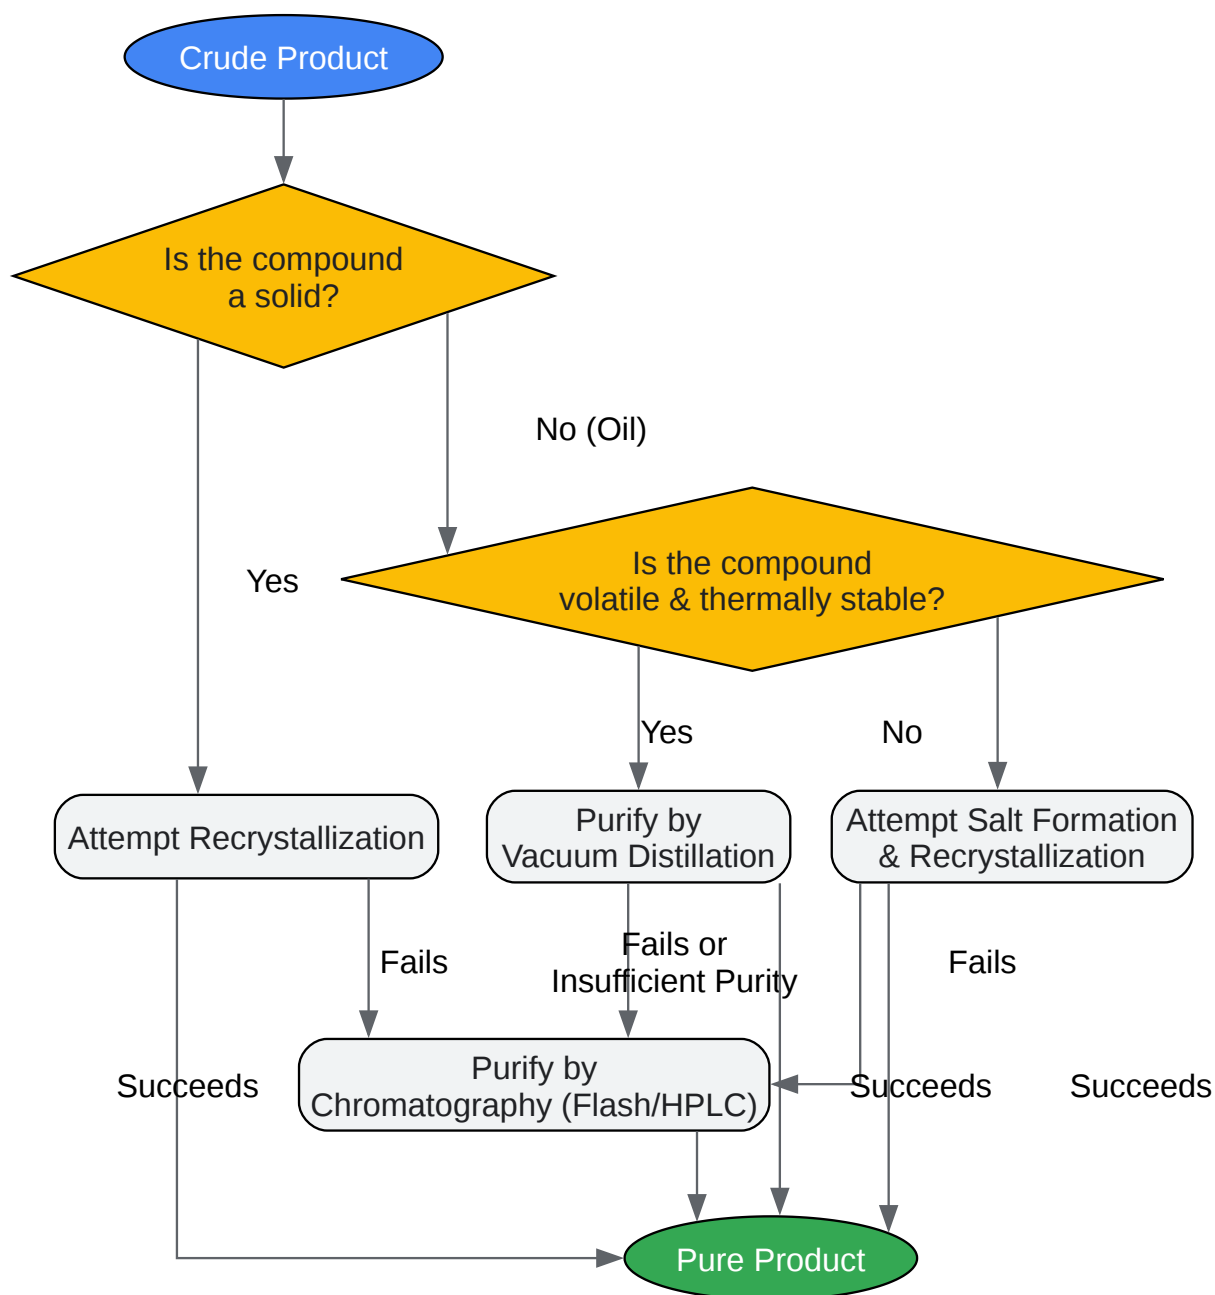 Crude Product
Is the compound
a solid?
No (Oil)
Is the compound
volatile & thermally stable?
Yes
Yes
No
Attempt Recrystallization
Purify by
Vacuum Distillation
Attempt Salt Formation
& Recrystallization
Fails
Fails or
Insufficient Purity
Fails
Purify by
Chromatography (Flash/HPLC)
Succeeds
Succeeds
Succeeds
Pure Product